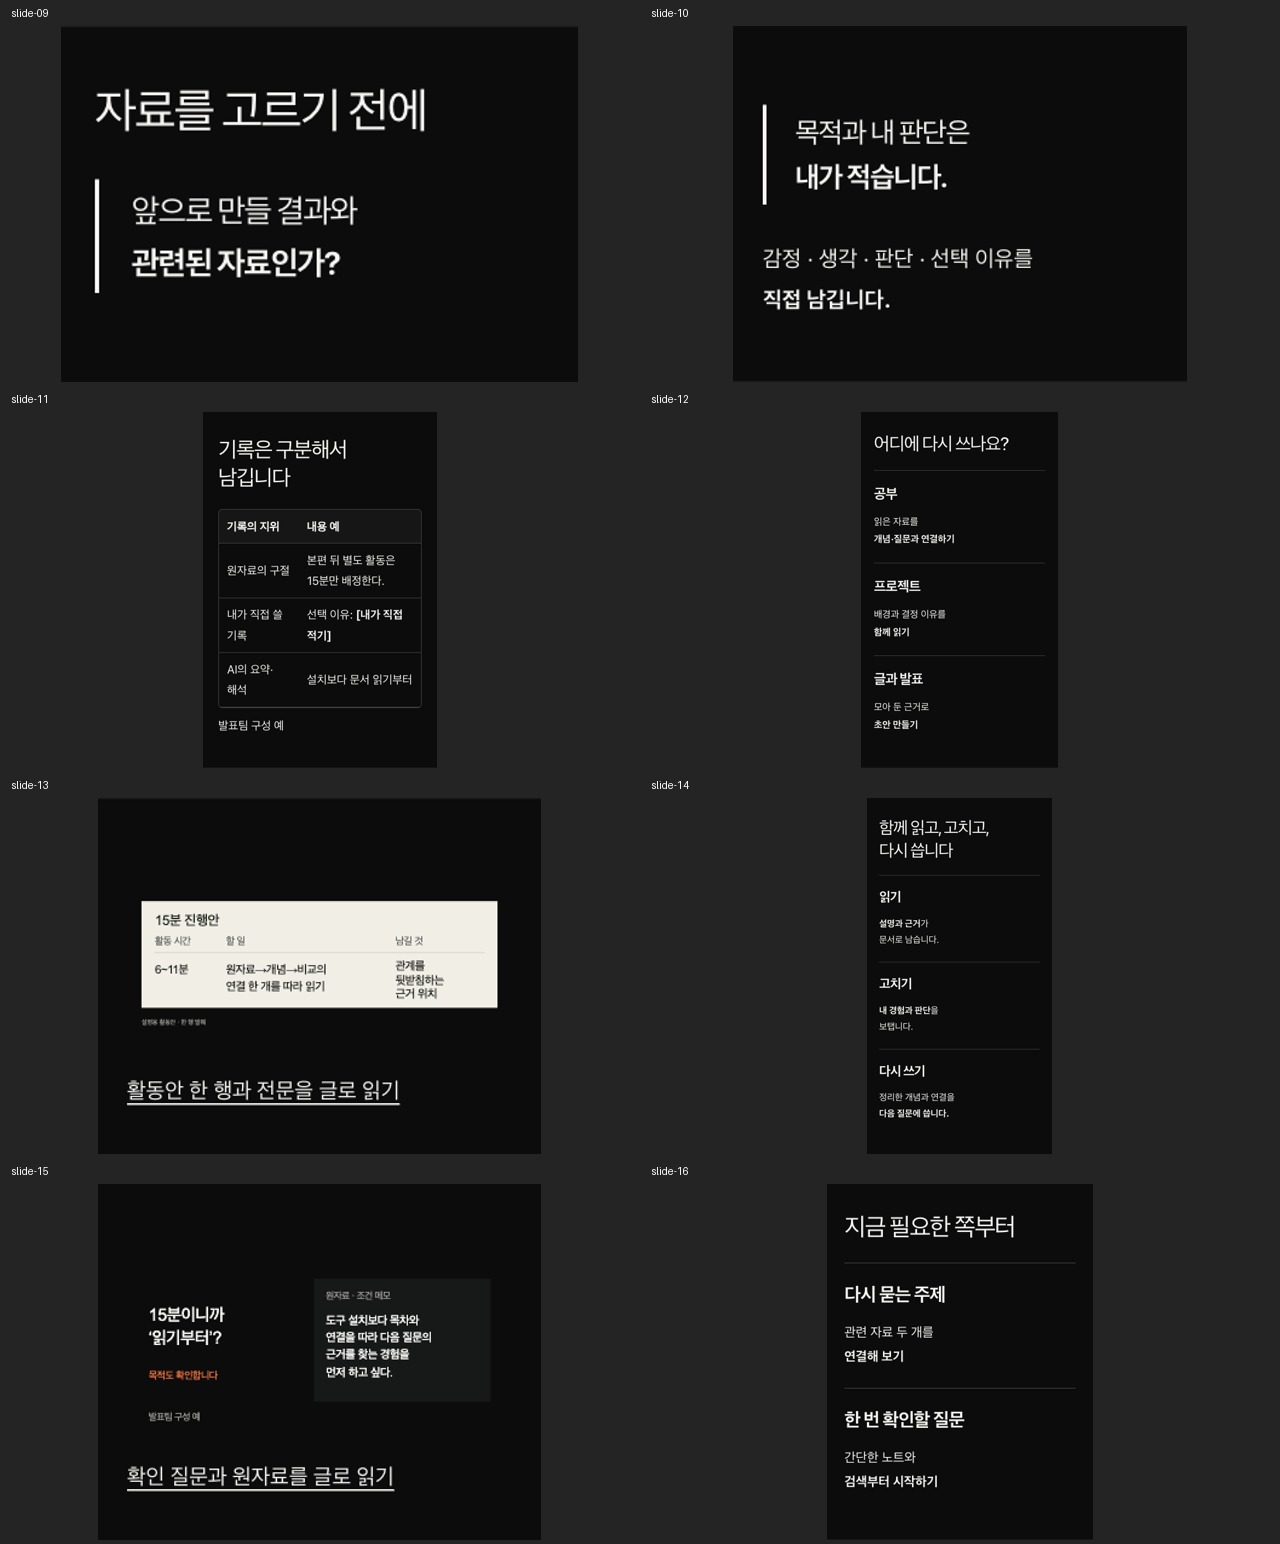 slide-09
자료를 고르기 전에
앞으로 만들 결과와
관련된 자료인가?
slide-10
목적과 내 판단은
내가 적습니다.
감정 · 생각 · 판단 · 선택 이유를
직접 남깁니다.
slide-11
기록은 구분해서
남깁니다
기록의 지위 내용 예
원자료의 구절 본편 뒤 별도 활동은
15분만 배정한다.
내가 직접 쓸 선택 이유: [내가 직접
기록 적기]
AI의 요약·
해석 설치보다 문서 읽기부터
발표팀 구성 예
slide-12
어디에 다시 쓰나요?
공부
읽은 자료를
개념·질문과 연결하기
프로젝트
배경과 결정 이유를
함께 읽기
글과 발표
모아 둔 근거로
초안 만들기
slide-13
15분 진행안
활동 시간 할 일 남길 것
6~11분 원자료→개념→비교의 관계를
연결 한 개를 따라 읽기 뒷받침하는
근거 위치
설명용 활동안 · 한 행 발췌
활동안 한 행과 전문을 글로 읽기
slide-14
함께 읽고, 고치고,
다시 씁니다
읽기
설명과 근거가
문서로 남습니다.
고치기
내 경험과 판단을
보탭니다.
다시 쓰기
정리한 개념과 연결을
다음 질문에 씁니다.
slide-15
15분이니까
‘읽기부터’?
목적도 확인합니다
발표팀 구성 예
원자료 · 조건 메모
도구 설치보다 목차와
연결을 따라 다음 질문의
근거를 찾는 경험을
먼저 하고 싶다.
확인 질문과 원자료를 글로 읽기
slide-16
지금 필요한 쪽부터
다시 묻는 주제
관련 자료 두 개를
연결해 보기
한 번 확인할 질문
간단한 노트와
검색부터 시작하기